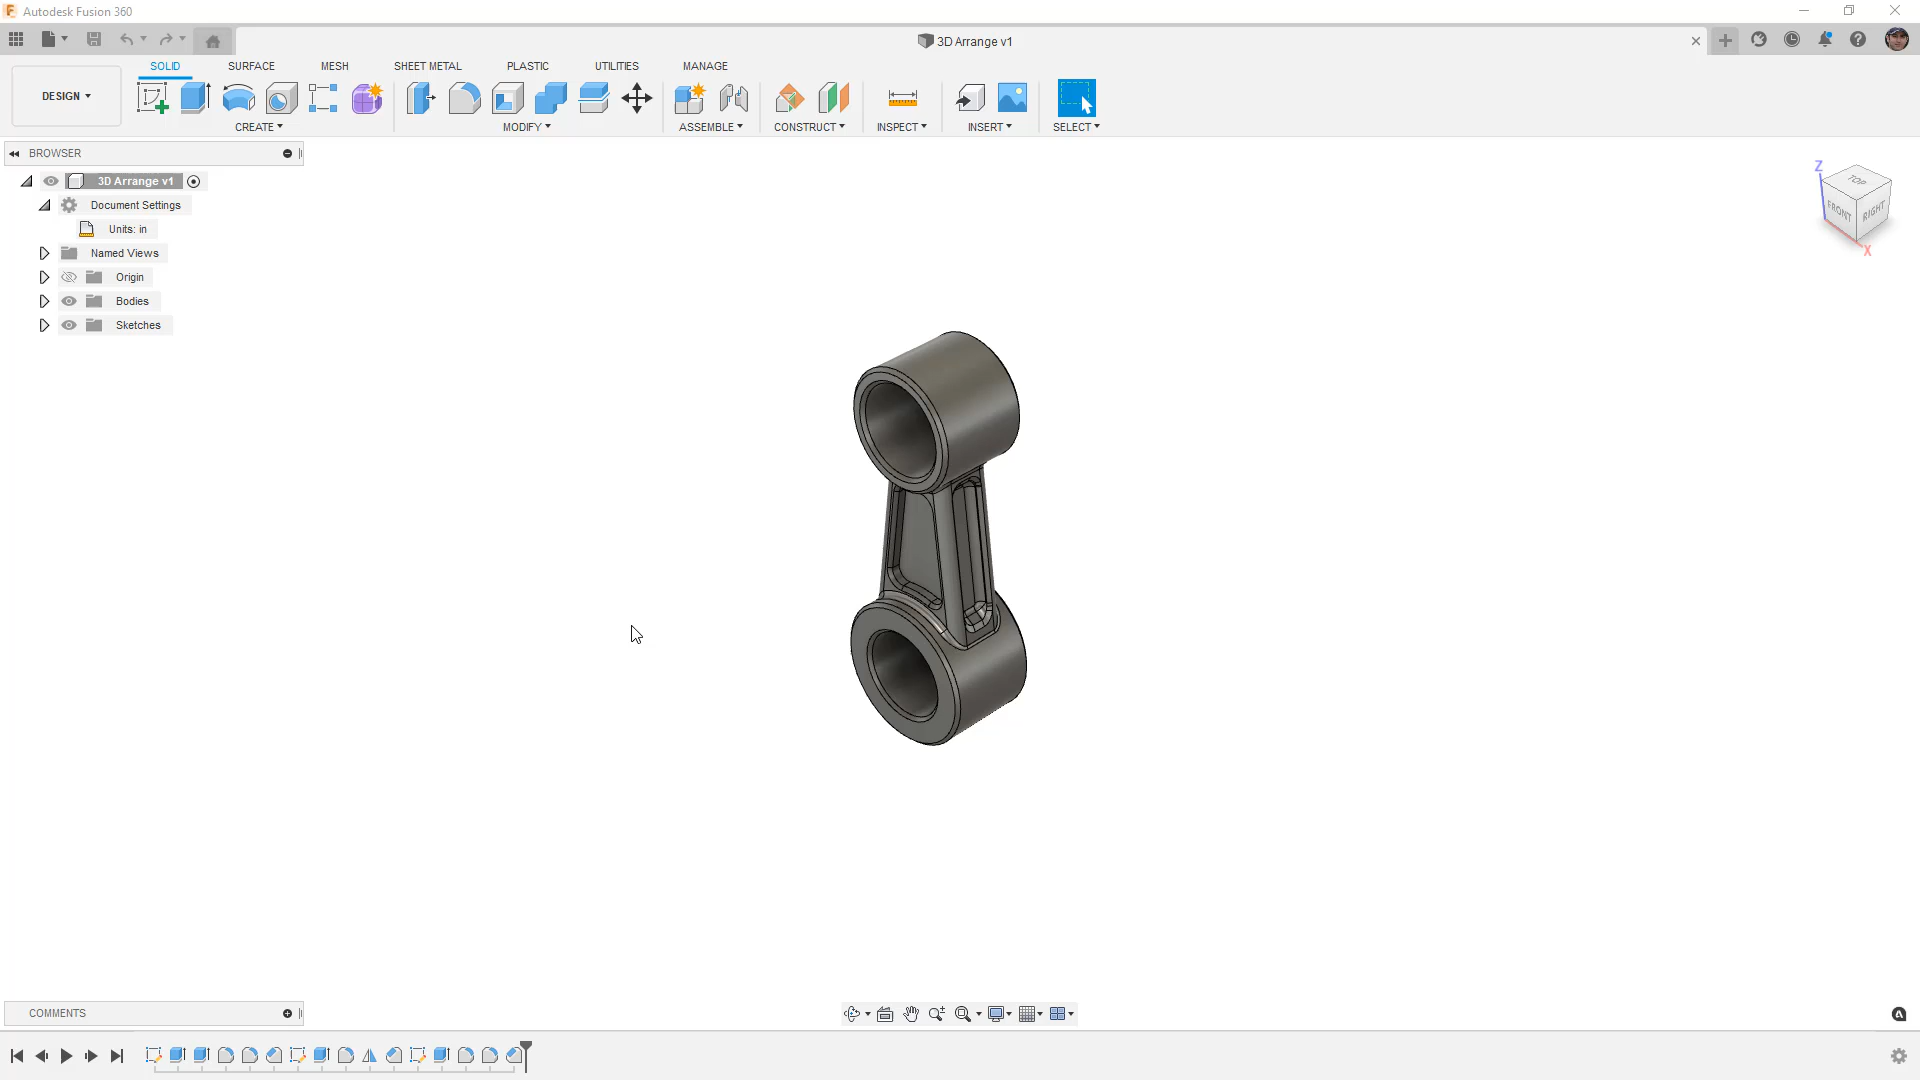 Autodesk Fusion 360
3D Arrange v1
SOLID
SURFACE
MESH
SHEET METAL
PLASTIC
UTILITIES
MANAGE
DESIGN
CREATE
MODIFY
ASSEMBLE
CONSTRUCT
INSPECT
INSERT
SELECT
BROWSER
3D Arrange v1
Document Settings
Units: in
Named Views
Origin
Bodies
Sketches
Z
TOP
FRONT
RIGHT
X
COMMENTS